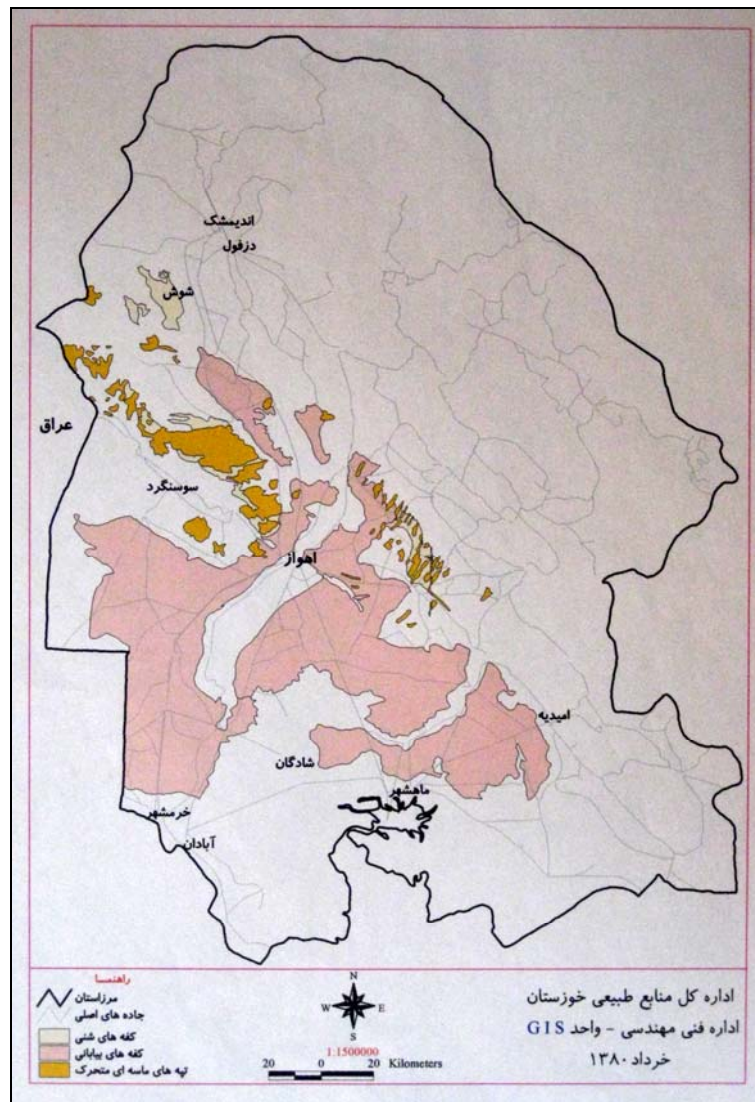 اندیمشک
دزفول
شوش
عراق
سوسنگرد
اهواز
امیدیه
شادگان
ماهشهر
خرمشهر
آبادان
راهنما
مرزاستان
جاده های اصلی
کفه های شنی
کفه های بیابانی
تپه های ماسه ای متحرک
N
W E
S
1:1500000
20 0 20 Kilometers
اداره کل منابع طبیعی خوزستان
اداره فنی مهندسی - واحد GIS
خرداد ۱۳۸۰